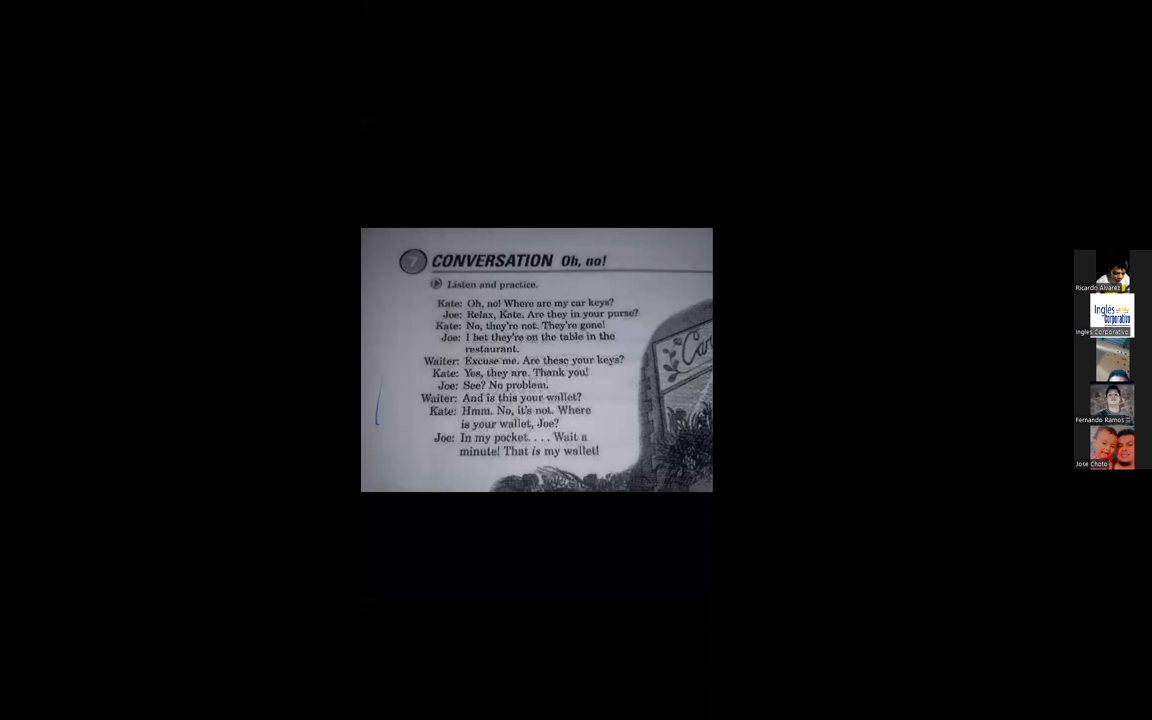 7 CONVERSATION Oh, no!
Listen and practice.
Kate: Oh, no! Where are my car keys?
Joe: Relax, Kate. Are they in your purse?
Kate: No, they're not. They're gone!
Joe: I bet they're on the table in the
restaurant.
Waiter: Excuse me. Are these your keys?
Kate: Yes, they are. Thank you!
Joe: See? No problem.
Waiter: And is this your wallet?
Kate: Hmm. No, it's not. Where
is your wallet, Joe?
Joe: In my pocket. . . . Wait a
minute! That is my wallet!
Ricardo Alvarez
Inglés
Corporativo
Ingles Corporativo
Fernando Ramos
Jose Choto